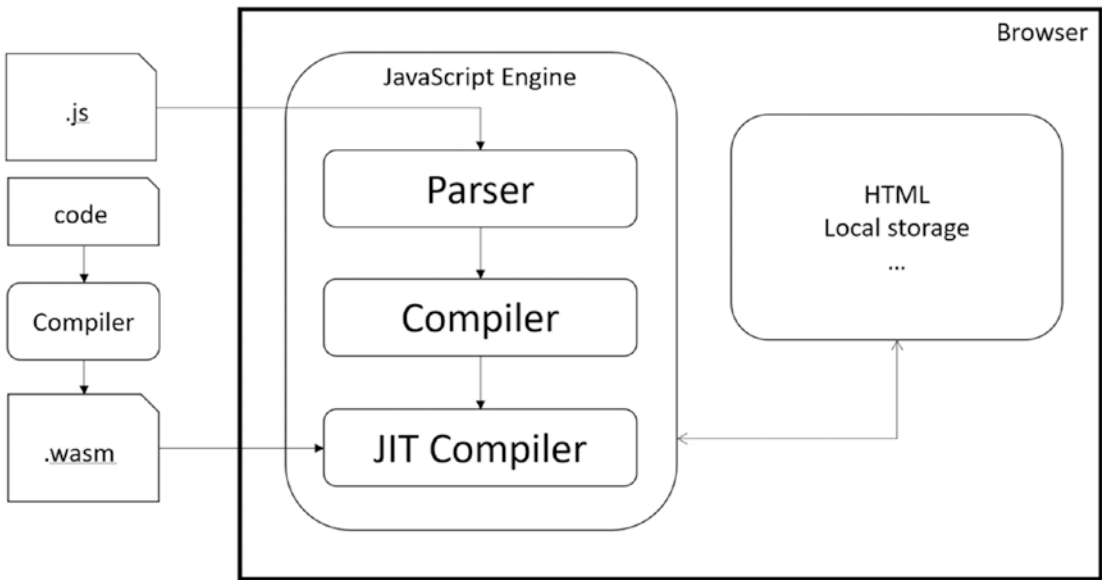 Browser
JavaScript Engine
.js
Parser
code
HTML
Local storage
...
Compiler
Compiler
.wasm
JIT Compiler